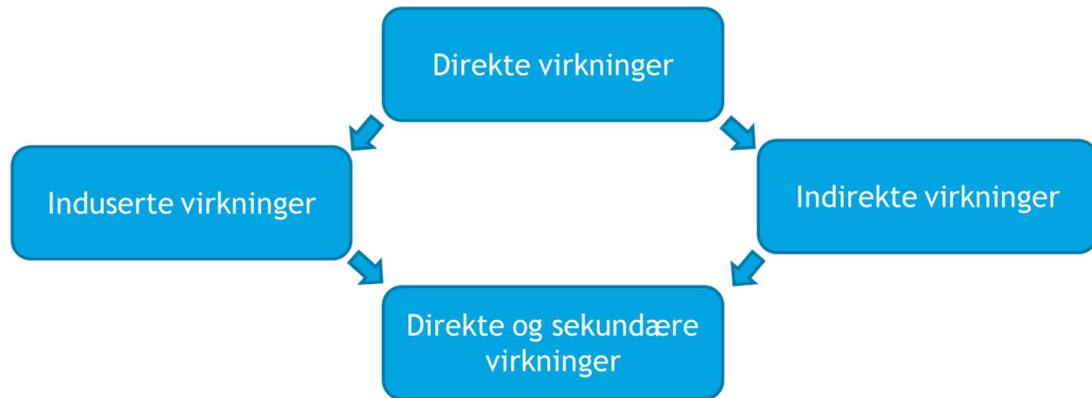 Direkte virkninger
Induserte virkninger
Indirekte virkninger
Direkte og sekundære
virkninger